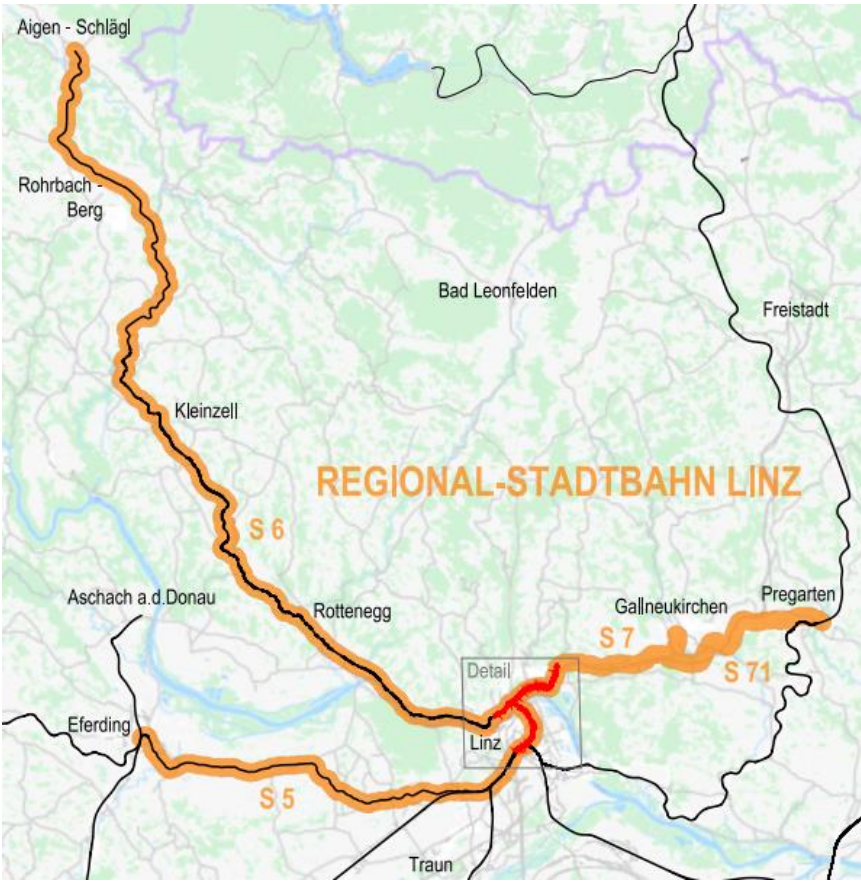 Aigen - Schlägl
Rohrbach -
Berg
Bad Leonfelden
Freistadt
Kleinzell
REGIONAL-STADTBAHN LINZ
S 6
Aschach a.d.Donau
Rottenegg
Gallneukirchen
Pregarten
S 7
Detail
S 71
Eferding
Linz
S 5
Traun